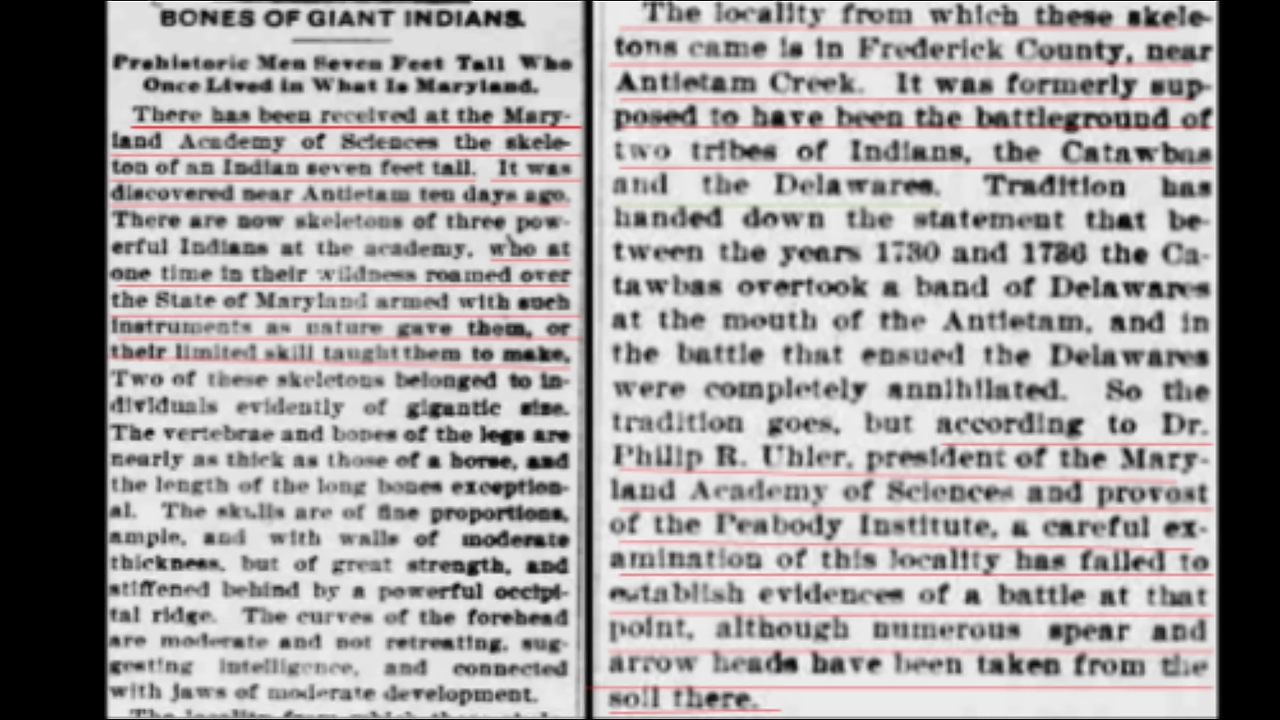 BONES OF GIANT INDIANS.
Prehistoric Men Seven Feet Tall Who
Once Lived in What Is Maryland.
There has been received at the Mary-
land Academy of Sciences the skele-
ton of an Indian seven feet tall. It was
discovered near Antietam ten days ago.
There are now skeletons of three pow-
erful Indians at the academy, who at
one time in their wildness roamed over
the State of Maryland armed with such
instruments as nature gave them, or
their limited skill taught them to make.
Two of these skeletons belonged to in-
dividuals evidently of gigantic size.
The vertebrae and bones of the legs are
nearly as thick as those of a horse, and
the length of the long bones exception-
al. The skulls are of fine proportions,
ample, and with walls of moderate
thickness, but of great strength, and
stiffened behind by a powerful occipi-
tal ridge. The curves of the forehead
are moderate and not retreating, sug-
gesting intelligence, and connected
with jaws of moderate development.
The locality from which these skele-
The locality from which these skele-
tons came is in Frederick County, near
Antietam Creek. It was formerly sup-
posed to have been the battleground of
two tribes of Indians, the Catawbas
and the Delawares. Tradition has
handed down the statement that be-
tween the years 1730 and 1736 the Ca-
tawbas overtook a band of Delawares
at the mouth of the Antietam, and in
the battle that ensued the Delawares
were completely annihilated. So the
tradition goes, but according to Dr.
Philip R. Uhler, president of the Mary-
land Academy of Sciences and provost
of the Peabody Institute, a careful ex-
amination of this locality has failed to
establish evidences of a battle at that
point, although numerous spear and
arrow heads have been taken from the
soil there.